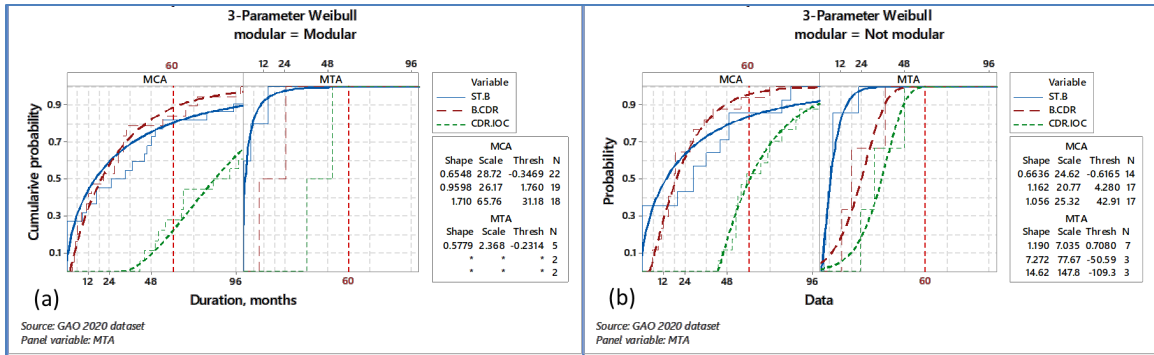 3-Parameter Weibull
modular = Modular
60
12 24 48 96
MCA MTA
Cumulative probability
0.9
0.7
0.5
0.3
0.1
12 24 48 96
60
Duration, months
(a)
Source: GAO 2020 dataset
Panel variable: MTA
Variable
ST.B
B.CDR
CDR.IOC
MCA
Shape Scale Thresh N
0.6548 28.72 -0.3469 22
0.9598 26.17 1.760 19
1.710 65.76 31.18 18
MTA
Shape Scale Thresh N
0.5779 2.368 -0.2314 5
* * * 2
* * * 2
3-Parameter Weibull
modular = Not modular
60
12 24 48 96
MCA MTA
Probability
0.9
0.7
0.5
0.3
0.1
12 24 48 96
60
Data
(b)
Source: GAO 2020 dataset
Panel variable: MTA
Variable
ST.B
B.CDR
CDR.IOC
MCA
Shape Scale Thresh N
0.6636 24.62 -0.6165 14
1.162 20.77 4.280 17
1.056 25.32 42.91 17
MTA
Shape Scale Thresh N
1.190 7.035 0.7080 7
7.272 77.67 -50.59 3
14.62 147.8 -109.3 3